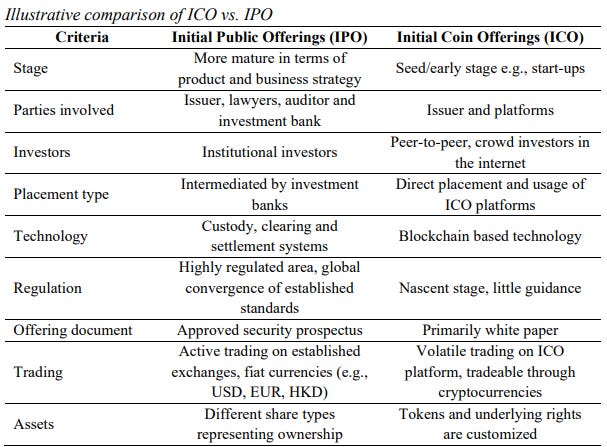 Illustrative comparison of ICO vs. IPO
Criteria Initial Public Offerings (IPO) Initial Coin Offerings (ICO)
Stage
More mature in terms of
product and business strategy
Seed/early stage e.g., start-ups
Parties involved
Issuer, lawyers, auditor and
investment bank
Issuer and platforms
Investors
Institutional investors
Peer-to-peer, crowd investors in
the internet
Placement type
Intermediated by investment
banks
Direct placement and usage of
ICO platforms
Technology
Custody, clearing and
settlement systems
Blockchain based technology
Regulation
Highly regulated area, global
convergence of established
standards
Nascent stage, little guidance
Offering document
Approved security prospectus
Primarily white paper
Trading
Active trading on established
exchanges, fiat currencies (e.g.,
USD, EUR, HKD)
Volatile trading on ICO
platform, tradeable through
cryptocurrencies
Assets
Different share types
representing ownership
Tokens and underlying rights
are customized